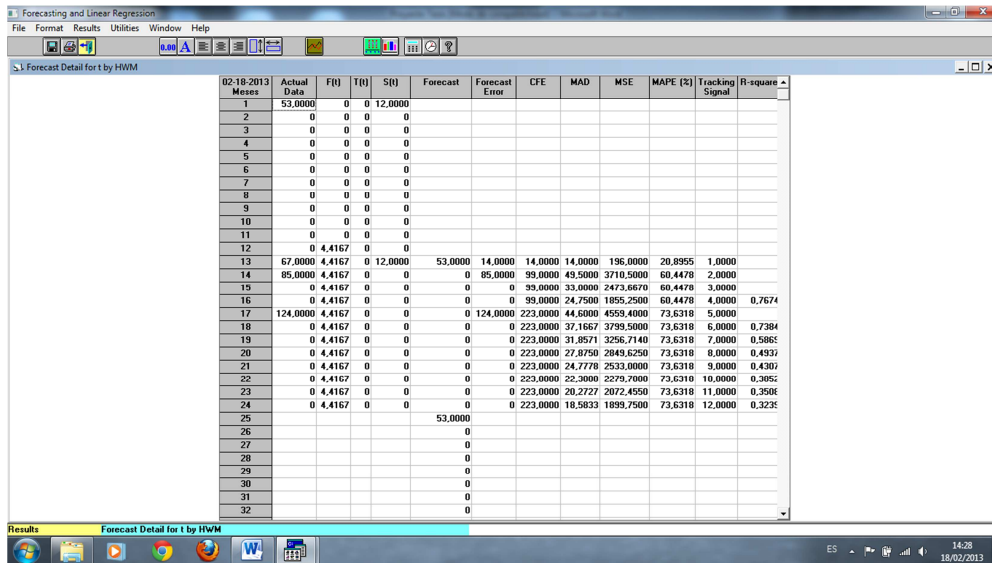 Forecasting and Linear Regression
File Format Results Utilities Window Help
0.00 A
Forecast Detail for t by HWM
02-18-2013 Meses Actual Data F(t) T(t) S(t) Forecast Forecast Error CFE MAD MSE MAPE (%) Tracking Signal R-square
1 53,0000 0 0 12,0000
2 0 0 0 0
3 0 0 0 0
4 0 0 0 0
5 0 0 0 0
6 0 0 0 0
7 0 0 0 0
8 0 0 0 0
9 0 0 0 0
10 0 0 0 0
11 0 0 0 0
12 0 4,4167 0 0
13 67,0000 4,4167 0 12,0000 53,0000 14,0000 14,0000 14,0000 196,0000 20,8955 1,0000
14 85,0000 4,4167 0 0 0 85,0000 99,0000 49,5000 3710,5000 60,4478 2,0000
15 0 4,4167 0 0 0 0 99,0000 33,0000 2473,6670 60,4478 3,0000
16 0 4,4167 0 0 0 0 99,0000 24,7500 1855,2500 60,4478 4,0000 0,7674
17 124,0000 4,4167 0 0 0 124,0000 223,0000 44,6000 4559,4000 73,6318 5,0000
18 0 4,4167 0 0 0 0 223,0000 37,1667 3799,5000 73,6318 6,0000 0,7384
19 0 4,4167 0 0 0 0 223,0000 31,8571 3256,7140 73,6318 7,0000 0,5869
20 0 4,4167 0 0 0 0 223,0000 27,8750 2849,6250 73,6318 8,0000 0,4937
21 0 4,4167 0 0 0 0 223,0000 24,7778 2533,0000 73,6318 9,0000 0,4307
22 0 4,4167 0 0 0 0 223,0000 22,3000 2279,7000 73,6318 10,0000
23 0 4,4167 0 0 0 0 223,0000 20,2727 2072,4550 73,6318 11,0000 0,3508
24 0 4,4167 0 0 0 0 223,0000 18,5833 1899,7500 73,6318 12,0000 0,3239
25 53,0000
26 0
27 0
28 0
29 0
30 0
31 0
32 0
Results Forecast Detail for t by HWM
ES 14:28
18/02/2013